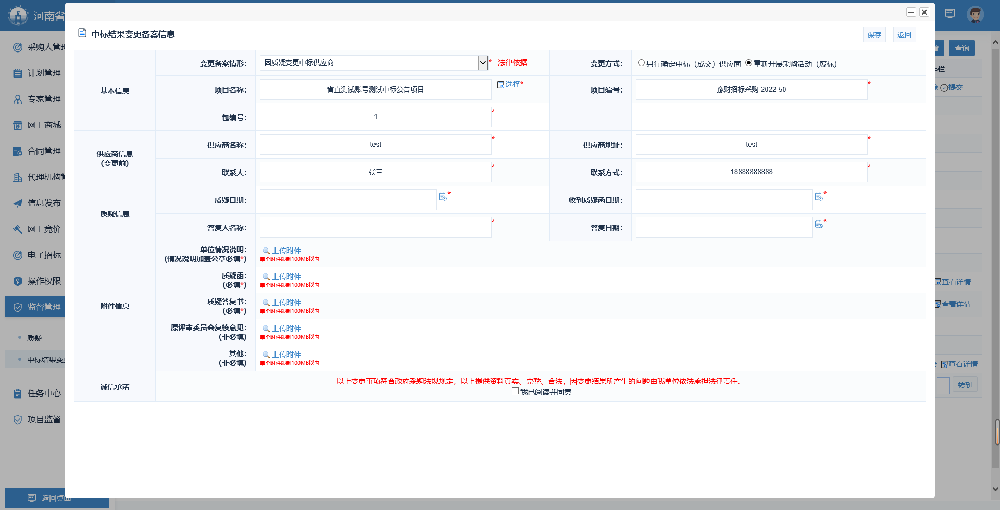 河南省
中标结果变更备案信息
保存
返回
采购人管理
计划管理
专家管理
网上商城
合同管理
代理机构管
信息发布
网上竞价
电子招标
操作权限
监督管理
质疑
中标结果变
任务中心
项目监督
返回桌面
基本信息
变更备案情形：
因质疑变更中标供应商
* 法律依据
变更方式：
另行确定中标（成交）供应商 重新开展采购活动（废标）
项目名称：
省直测试账号测试中标公告项目
选择*
项目编号：
豫财招标采购-2022-50
*
包编号：
1
*
供应商信息
（变更前）
供应商名称：
test
*
供应商地址：
test
*
联系人：
张三
*
联系方式：
18888888888
*
质疑信息
质疑日期：
*
收到质疑函日期：
*
答复人名称：
*
答复日期：
*
附件信息
单位情况说明：
（情况说明加盖公章必填*）
上传附件
单个附件限制100MB以内
质疑函：
（必填*）
上传附件
单个附件限制100MB以内
质疑答复书：
（必填*）
上传附件
单个附件限制100MB以内
原评审委员会复核意见：
（非必填）
上传附件
单个附件限制100MB以内
其他：
（非必填）
上传附件
单个附件限制100MB以内
诚信承诺
以上变更事项符合政府采购法规规定，以上提供资料真实、完整、合法，因变更结果所产生的问题由我单位依法承担法律责任。
我已阅读并同意
查询
栏
提交
查看详情
查看详情
查看详情
转到